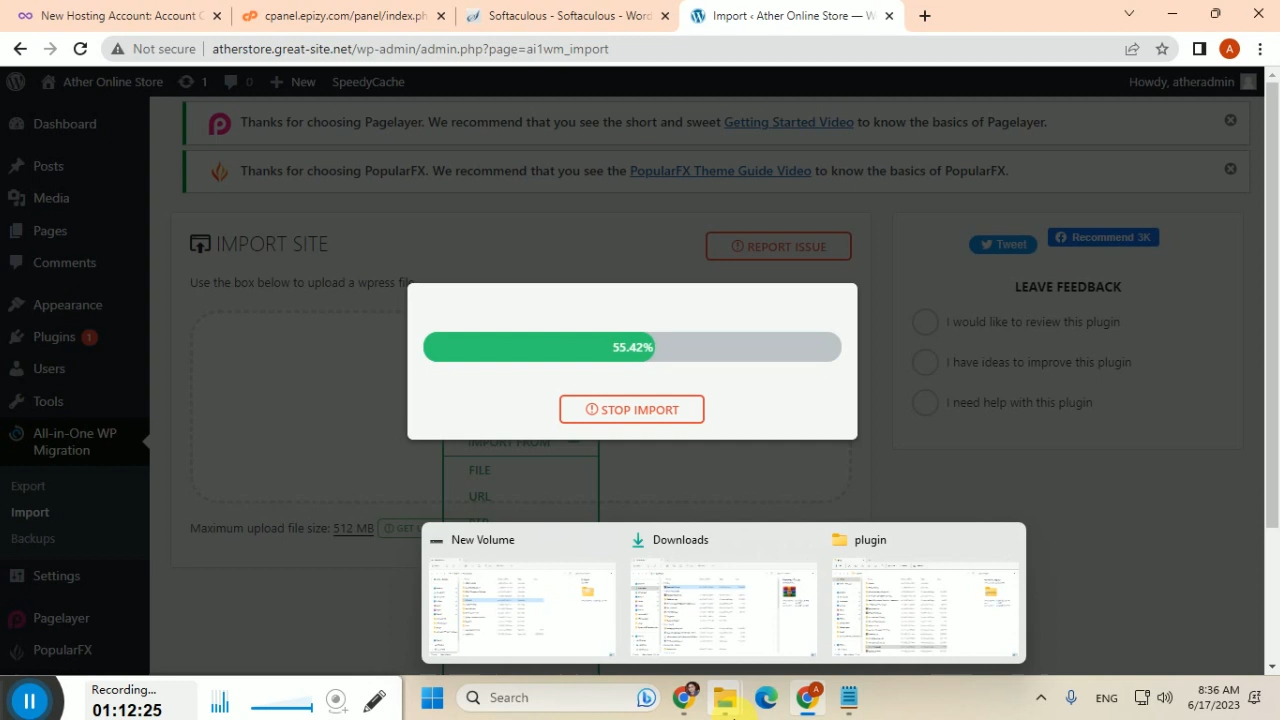 New Hosting Account: Account C
cpanel.epizy.com/panel/index.ph
Softaculous - Softaculous - Word
Import ‹ Ather Online Store — W
Not secure
atherstore.great-site.net/wp-admin/admin.php?page=ai1wm_import
A
Ather Online Store
1
0
New
SpeedyCache
Howdy, atheradmin
Dashboard
Posts
Media
Pages
Comments
Appearance
Plugins 1
Users
Tools
All-in-One WP
Migration
Export
Import
Backups
Settings
Pagelayer
PopularFX
Thanks for choosing Pagelayer. We recommend that you see the short and sweet Getting Started Video to know the basics of Pagelayer.
Thanks for choosing PopularFX. We recommend that you see the PopularFX Theme Guide Video to know the basics of PopularFX.
IMPORT SITE
REPORT ISSUE
Use the box below to upload a wpress file.
55.42%
STOP IMPORT
IMPORT FROM
FILE
URL
Maximum upload file size: 512 MB
GET U
Tweet
Recommend 3K
LEAVE FEEDBACK
I would like to review this plugin
I have ideas to improve this plugin
I need help with this plugin
New Volume
Downloads
plugin
Recording...
01:12:25
Search
ENG
8:36 AM
6/17/2023